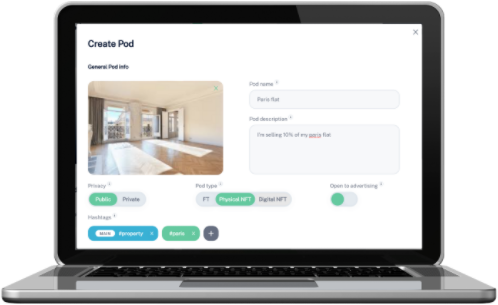 Create Pod
General Pod Info
Pod name
Paris flat
Pod description
I'm selling 10% of my paris flat
Privacy
Pod type
Open to advertising
Public
Private
FT
Physical NFT
Digital NFT
Hashtags
MAIN
#property
x
#paris
x
+